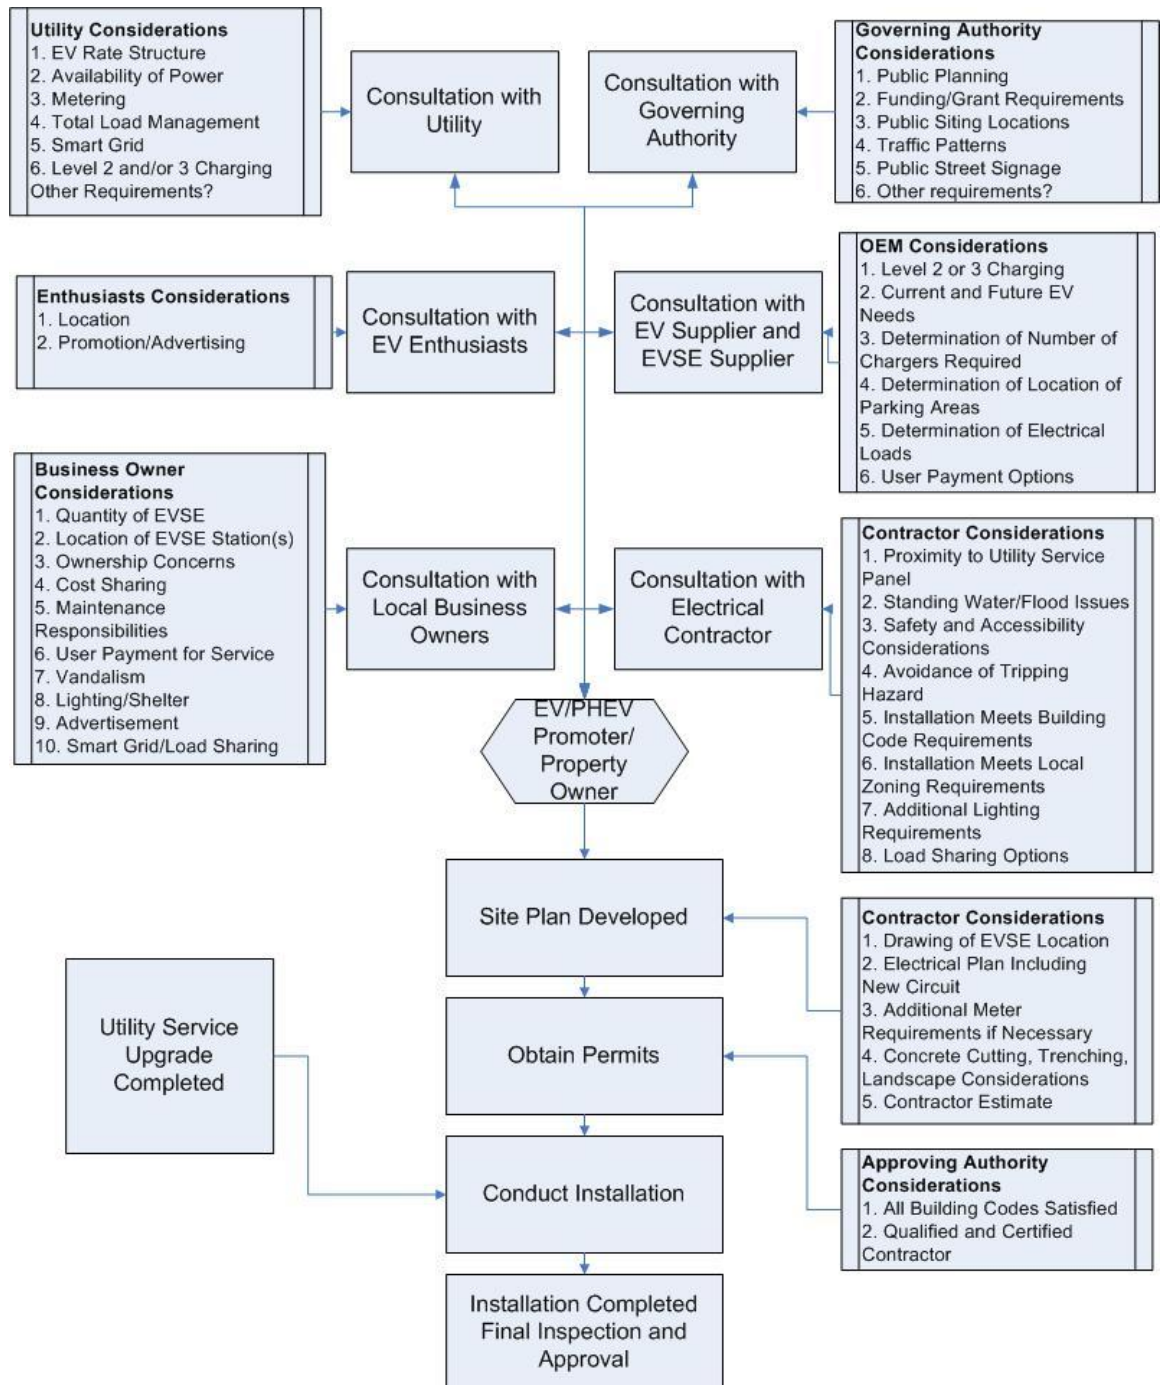 Utility Considerations
1. EV Rate Structure
2. Availability of Power
3. Metering
4. Total Load Management
5. Smart Grid
6. Level 2 and/or 3 Charging
Other Requirements?
Consultation with
Utility
Consultation with
Governing
Authority
Governing Authority
Considerations
1. Public Planning
2. Funding/Grant Requirements
3. Public Siting Locations
4. Traffic Patterns
5. Public Street Signage
6. Other requirements?
Enthusiasts Considerations
1. Location
2. Promotion/Advertising
Consultation with
EV Enthusiasts
Consultation with
EV Supplier and
EVSE Supplier
OEM Considerations
1. Level 2 or 3 Charging
2. Current and Future EV
Needs
3. Determination of Number of
Chargers Required
4. Determination of Location of
Parking Areas
5. Determination of Electrical
Loads
6. User Payment Options
Business Owner
Considerations
1. Quantity of EVSE
2. Location of EVSE Station(s)
3. Ownership Concerns
4. Cost Sharing
5. Maintenance
Responsibilities
6. User Payment for Service
7. Vandalism
8. Lighting/Shelter
9. Advertisement
10. Smart Grid/Load Sharing
Consultation with
Local Business
Owners
Consultation with
Electrical
Contractor
Contractor Considerations
1. Proximity to Utility Service
Panel
2. Standing Water/Flood Issues
3. Safety and Accessibility
Considerations
4. Avoidance of Tripping
Hazard
5. Installation Meets Building
Code Requirements
6. Installation Meets Local
Zoning Requirements
7. Additional Lighting
Requirements
8. Load Sharing Options
EV/PHEV
Promoter/
Property
Owner
Site Plan Developed
Contractor Considerations
1. Drawing of EVSE Location
2. Electrical Plan Including
New Circuit
3. Additional Meter
Requirements if Necessary
4. Concrete Cutting, Trenching,
Landscape Considerations
5. Contractor Estimate
Utility Service
Upgrade
Completed
Obtain Permits
Approving Authority
Considerations
1. All Building Codes Satisfied
2. Qualified and Certified
Contractor
Conduct Installation
Installation Completed
Final Inspection and
Approval